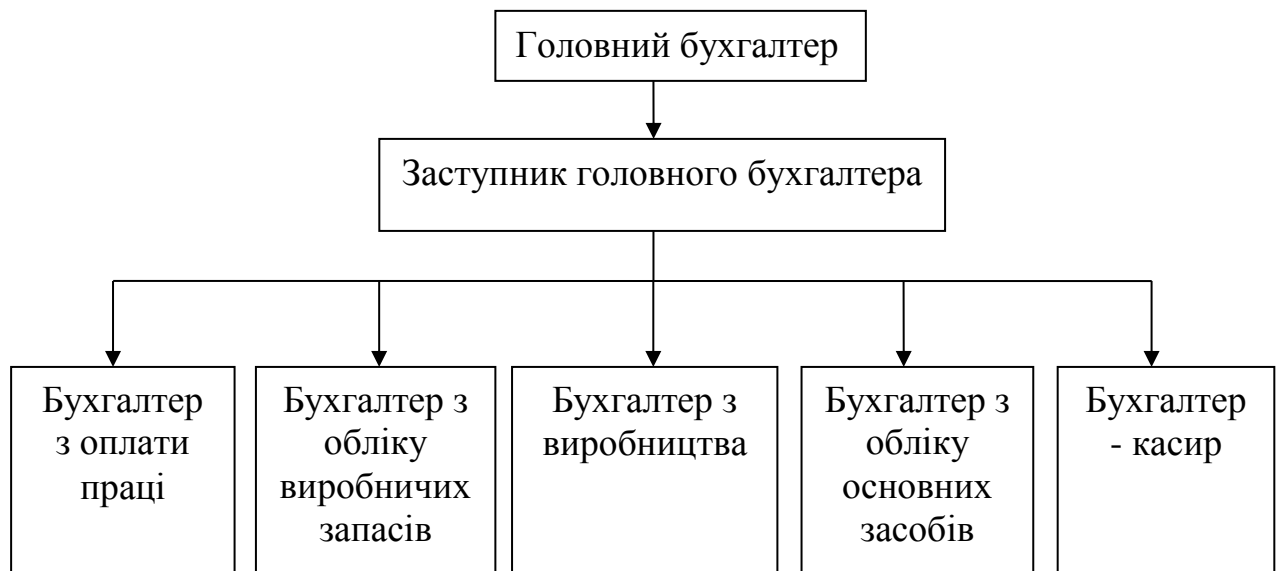 Головний бухгалтер
Заступник головного бухгалтера
Бухгалтер
з оплати
праці
Бухгалтер з
обліку
виробничих
запасів
Бухгалтер з
виробництва
Бухгалтер з
обліку
основних
засобів
Бухгалтер
- касир